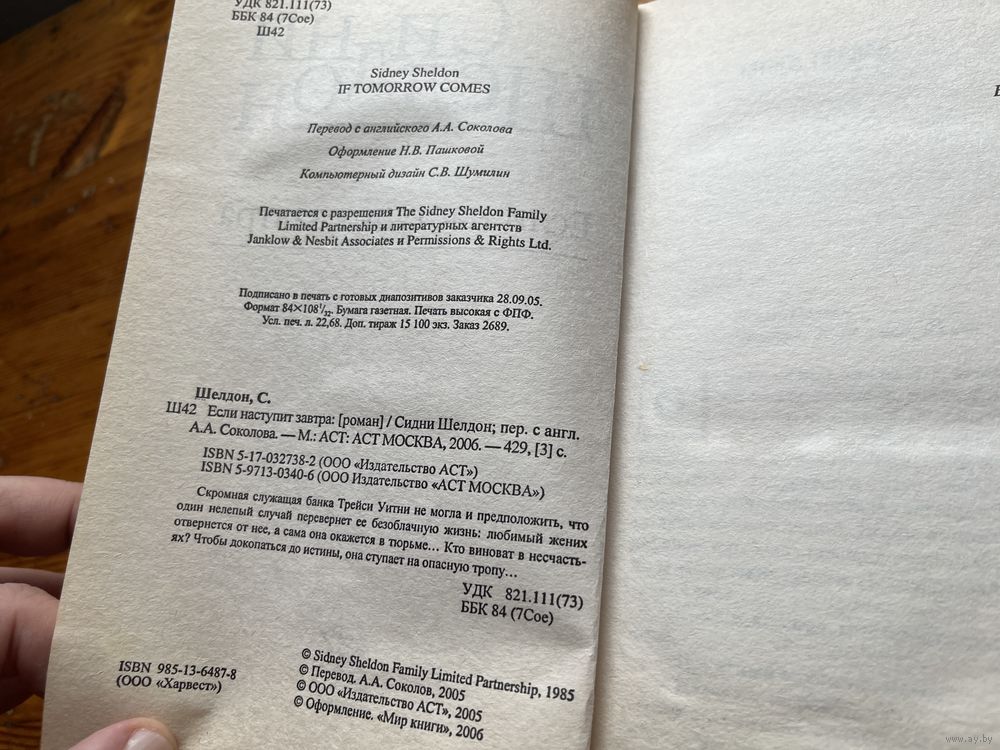 УДК 821.111(73)
ББК 84 (7Сое)
Ш42
Sidney Sheldon
IF TOMORROW COMES
Перевод с английского А.А. Соколова
Оформление Н.В. Пашковой
Компьютерный дизайн С.В. Шумилин
Печатается с разрешения The Sidney Sheldon Family
Limited Partnership и литературных агентств
Janklow & Nesbit Associates и Permissions & Rights Ltd.
Подписано в печать с готовых диапозитивов заказчика 28.09.05.
Формат 84×108¹/₃₂. Бумага газетная. Печать высокая с ФПФ.
Усл. печ. л. 22,68. Доп. тираж 15 100 экз. Заказ 2689.
Шелдон, С.
Ш42 Если наступит завтра: [роман] / Сидни Шелдон; пер. с англ.
А.А. Соколова. — М.: АСТ: АСТ МОСКВА, 2006. — 429, [3] с.
ISBN 5-17-032738-2 (ООО «Издательство АСТ»)
ISBN 5-9713-0340-6 (ООО Издательство «АСТ МОСКВА»)
Скромная служащая банка Трейси Уитни не могла и предположить, что
один нелепый случай перевернет ее безоблачную жизнь: любимый жених
отвернется от нее, а сама она окажется в тюрьме... Кто виноват в несчасть-
ях? Чтобы докопаться до истины, она ступает на опасную тропу...
УДК 821.111(73)
ББК 84 (7Сое)
ISBN 985-13-6487-8
(ООО «Харвест»)
© Sidney Sheldon Family Limited Partnership, 1985
© Перевод. А.А. Соколов, 2005
© ООО «Издательство АСТ», 2005
© Оформление. «Мир книги», 2006
www.ay.by